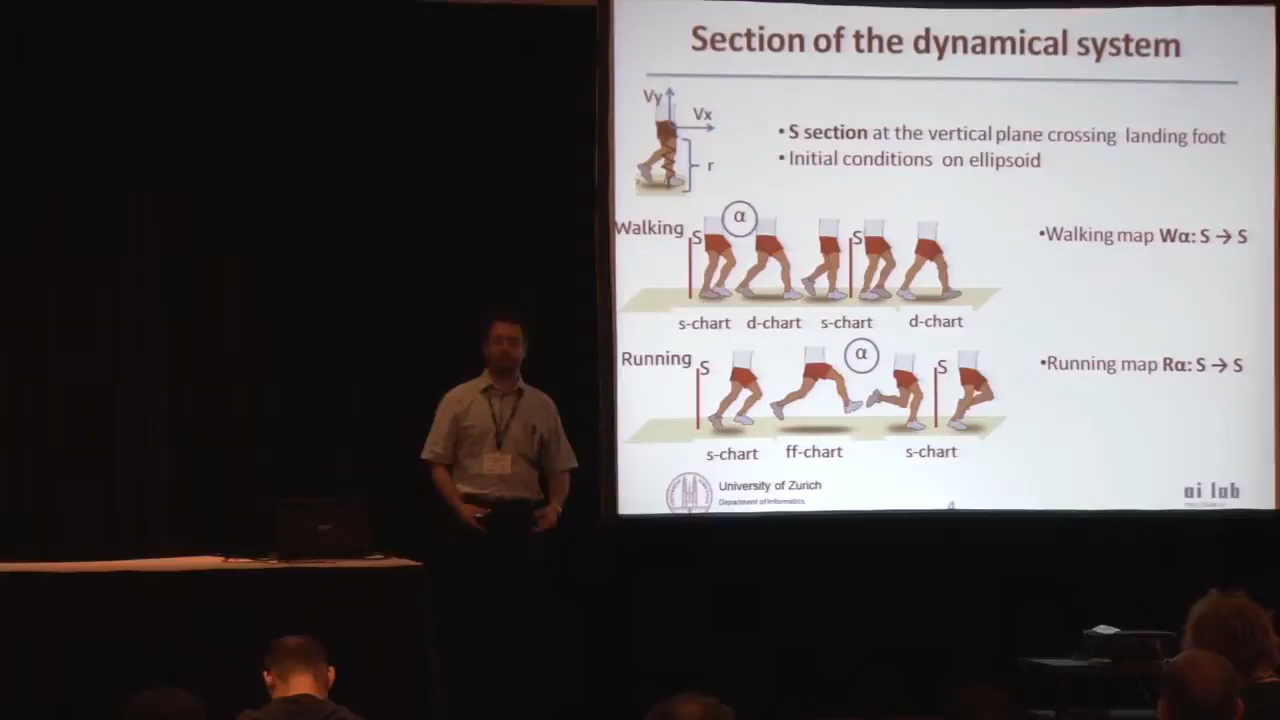 Section of the dynamical system
Vy
Vx
r
• S section at the vertical plane crossing landing foot
• Initial conditions on ellipsoid
Walking
S
α
S
•Walking map Wα: S → S
s-chart d-chart s-chart d-chart
Running
S
α
S
•Running map Rα: S → S
s-chart ff-chart s-chart
University of Zurich
Department of Informatics
4
ai lab